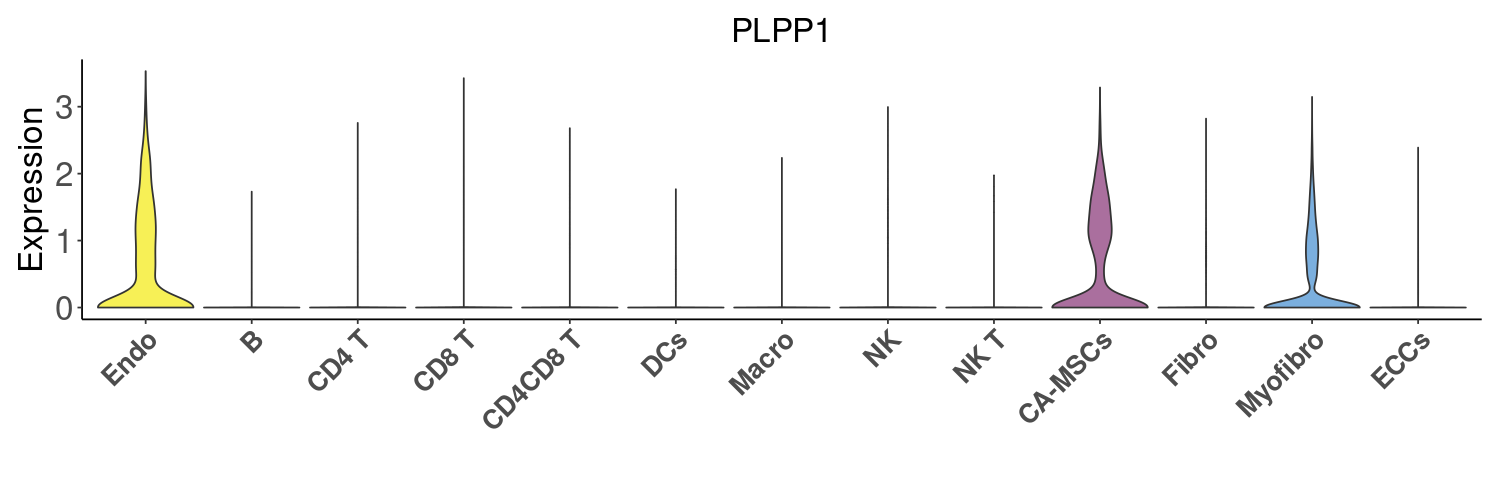 PLPP1
Expression
3
2
1
0
Endo
B
CD4 T
CD8 T
CD4CD8 T
DCs
Macro
NK
NK T
CA-MSCs
Fibro
Myofibro
ECCs